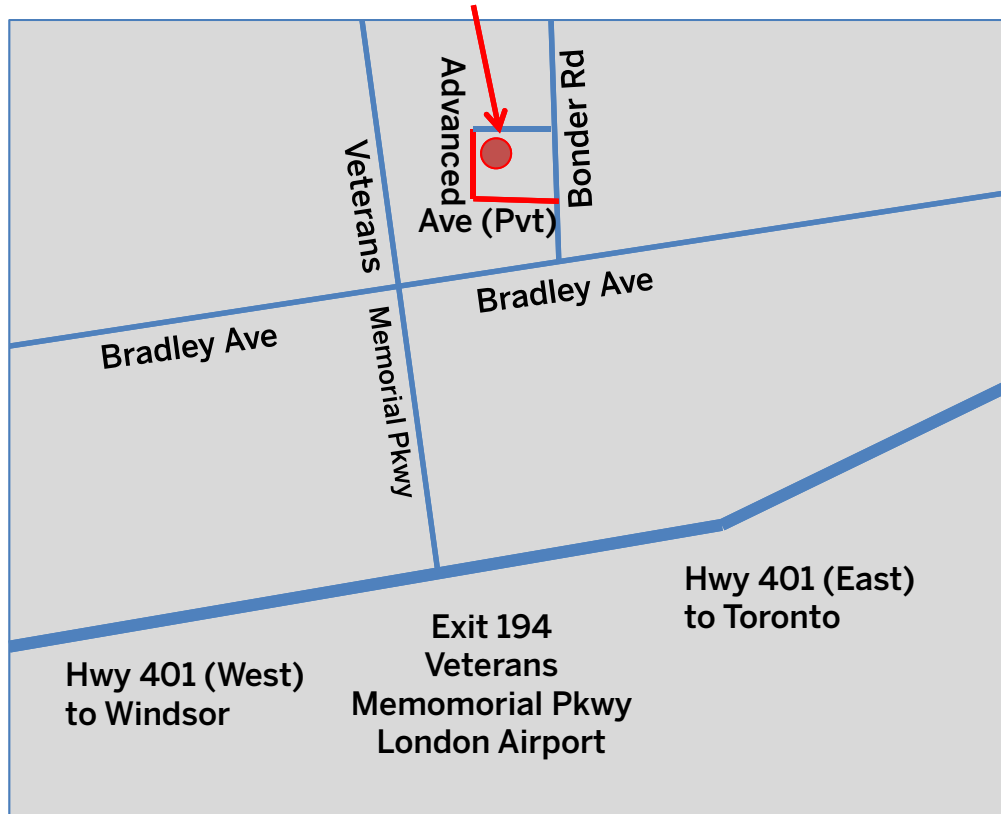 Advanced
Ave (Pvt)
Bonder Rd
Veterans
Memorial Pkwy
Bradley Ave
Bradley Ave
Hwy 401 (East)
to Toronto
Exit 194
Veterans
Memomorial Pkwy
London Airport
Hwy 401 (West)
to Windsor